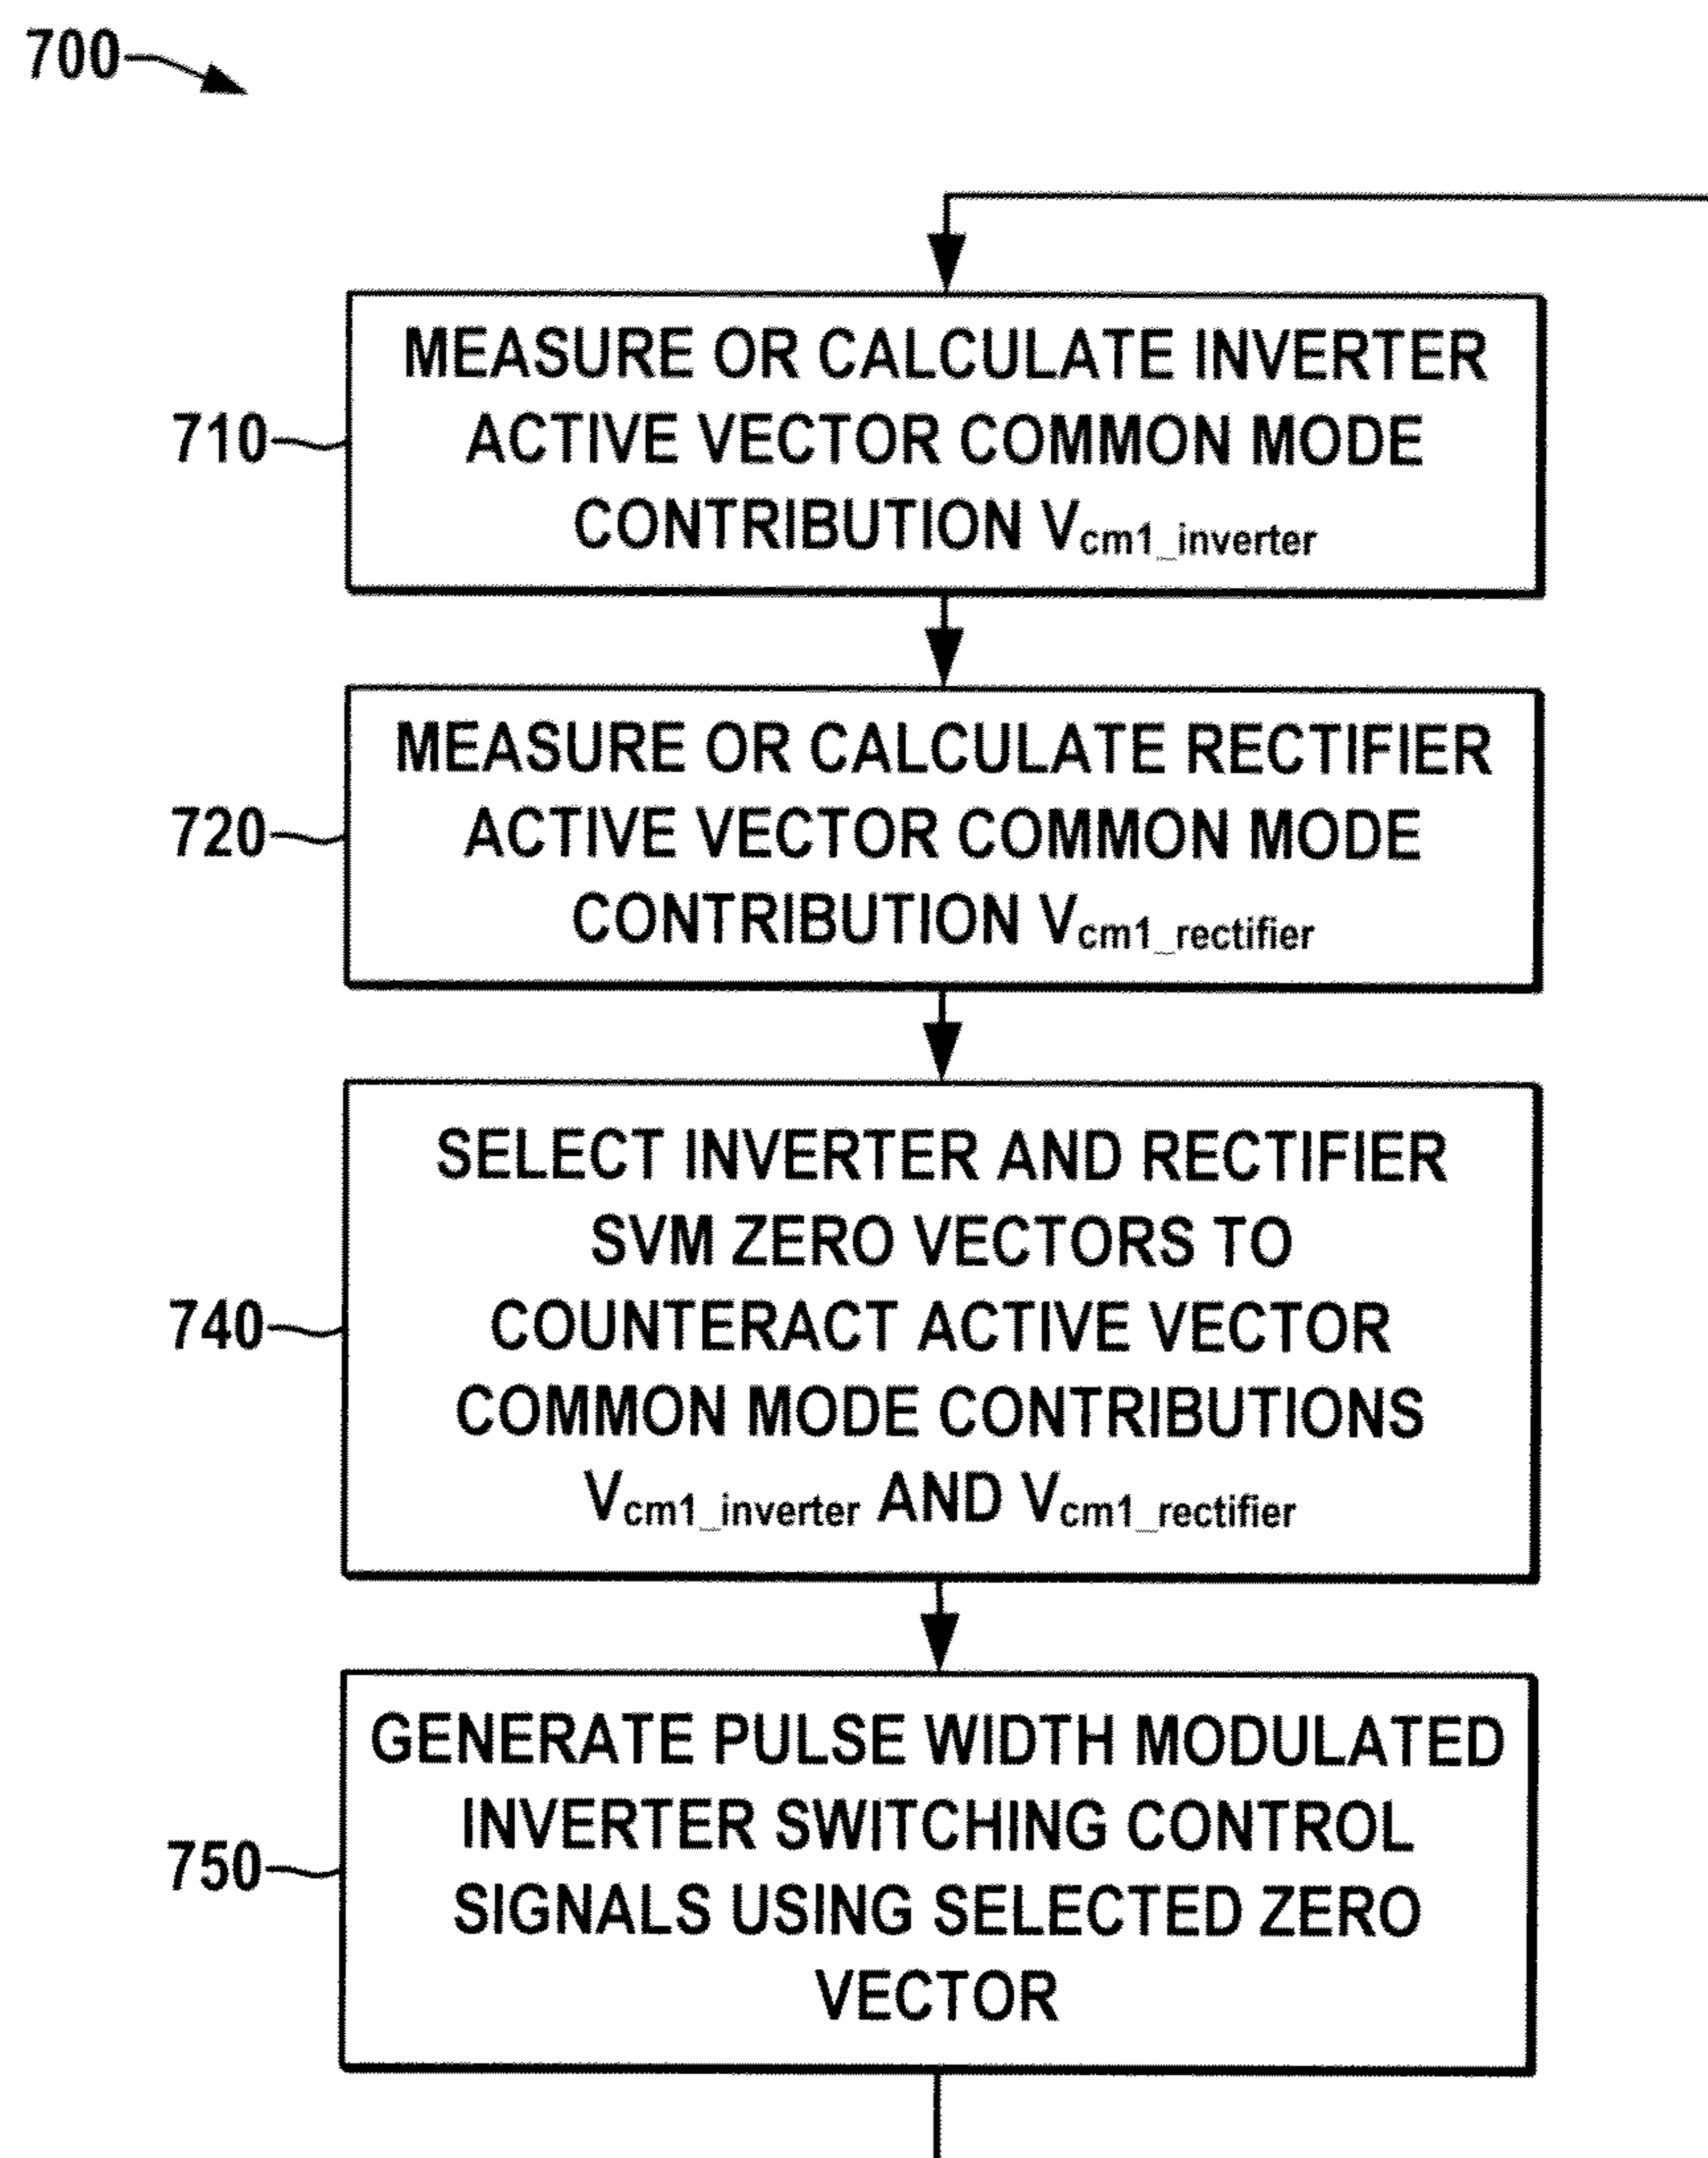 700
MEASURE OR CALCULATE INVERTER
710 ACTIVE VECTOR COMMON MODE
CONTRIBUTION Vcm1_inverter
MEASURE OR CALCULATE RECTIFIER
720 ACTIVE VECTOR COMMON MODE
CONTRIBUTION Vcm1_rectifier
SELECT INVERTER AND RECTIFIER
SVM ZERO VECTORS TO
740 COUNTERACT ACTIVE VECTOR
COMMON MODE CONTRIBUTIONS
Vcm1_inverter AND Vcm1_rectifier
GENERATE PULSE WIDTH MODULATED
INVERTER SWITCHING CONTROL
750 SIGNALS USING SELECTED ZERO
VECTOR